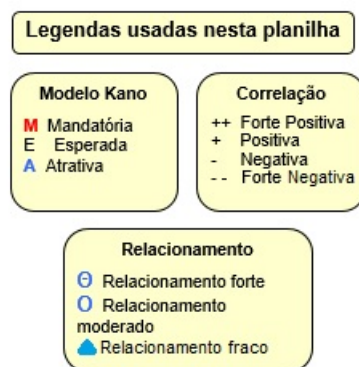 Legendas usadas nesta planilha
Modelo Kano
M Mandatória
E Esperada
A Atrativa
Correlação
++ Forte Positiva
+ Positiva
- Negativa
-- Forte Negativa
Relacionamento
Θ Relacionamento forte
O Relacionamento
moderado
Relacionamento fraco